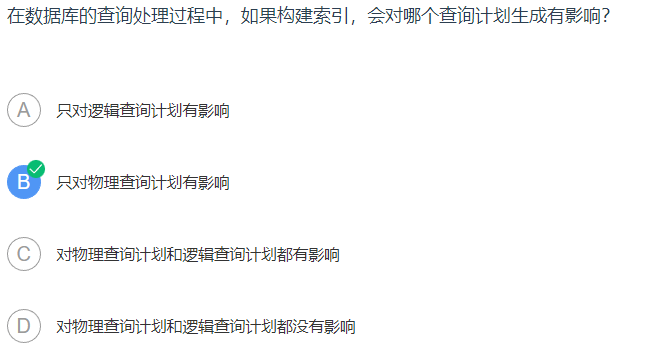 在数据库的查询处理过程中，如果构建索引，会对哪个查询计划生成有影响？
A 只对逻辑查询计划有影响
B 只对物理查询计划有影响
C 对物理查询计划和逻辑查询计划都有影响
D 对物理查询计划和逻辑查询计划都没有影响